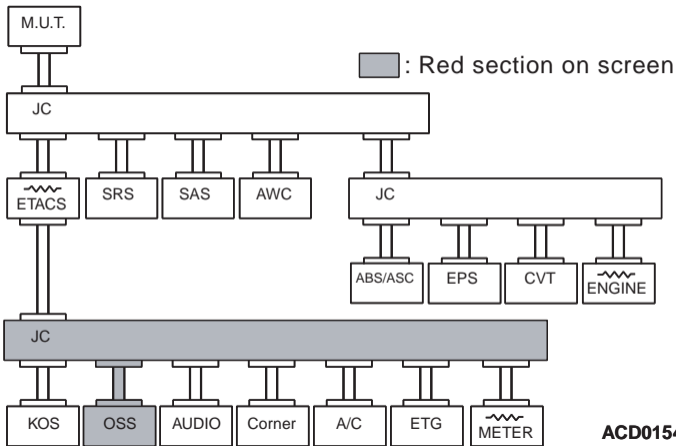 M.U.T.
: Red section on screen
JC
ETACS
SRS
SAS
AWC
JC
ABS/ASC
EPS
CVT
ENGINE
JC
KOS
OSS
AUDIO
Corner
A/C
ETG
METER